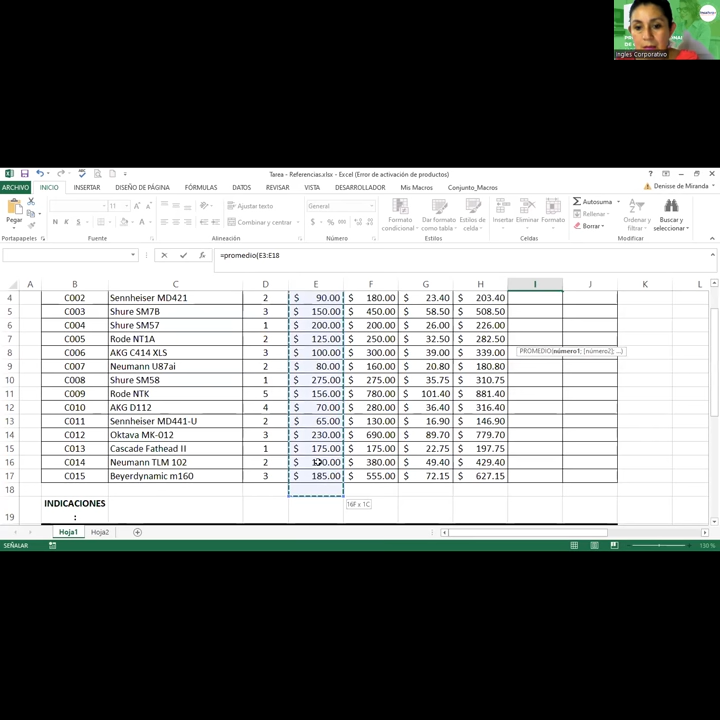 Ingles Corporativo
Tarea - Referencias.xlsx - Excel (Error de activación de productos)
ARCHIVO INICIO INSERTAR DISEÑO DE PÁGINA FÓRMULAS DATOS REVISAR VISTA DESARROLLADOR Mis Macros Conjunto_Macros Denisse de Miranda
Pegar
N K S
11
Ajustar texto
Combinar y centrar
General
Formato condicional Dar formato como tabla Estilos de celda
Insertar Eliminar Formato
Autosuma
Rellenar
Borrar
Ordenar y filtrar
Buscar y seleccionar
Portapapeles Fuente Alineación Número Estilos Celdas Modificar
=promedio(E3:E18
A B C D E F G H I J K L
4 C002 Sennheiser MD421 2 $ 90.00 $ 180.00 $ 23.40 $ 203.40
5 C003 Shure SM7B 3 $ 150.00 $ 450.00 $ 58.50 $ 508.50
6 C004 Shure SM57 1 $ 200.00 $ 200.00 $ 26.00 $ 226.00
7 C005 Rode NT1A 2 $ 125.00 $ 250.00 $ 32.50 $ 282.50
8 C006 AKG C414 XLS 3 $ 100.00 $ 300.00 $ 39.00 $ 339.00
PROMEDIO(número1; [número2]; ...)
9 C007 Neumann U87ai 2 $ 80.00 $ 160.00 $ 20.80 $ 180.80
10 C008 Shure SM58 1 $ 275.00 $ 275.00 $ 35.75 $ 310.75
11 C009 Rode NTK 5 $ 156.00 $ 780.00 $ 101.40 $ 881.40
12 C010 AKG D112 4 $ 70.00 $ 280.00 $ 36.40 $ 316.40
13 C011 Sennheiser MD441-U 2 $ 65.00 $ 130.00 $ 16.90 $ 146.90
14 C012 Oktava MK-012 3 $ 230.00 $ 690.00 $ 89.70 $ 779.70
15 C013 Cascade Fathead II 1 $ 175.00 $ 175.00 $ 22.75 $ 197.75
16 C014 Neumann TLM 102 2 $ $ 380.00 $ 49.40 $ 429.40
17 C015 Beyerdynamic m160 3 $ 185.00 $ 555.00 $ 72.15 $ 627.15
18
16F x 1C
INDICACIONES
19 :
Hoja1 Hoja2
SEÑALAR
130 %